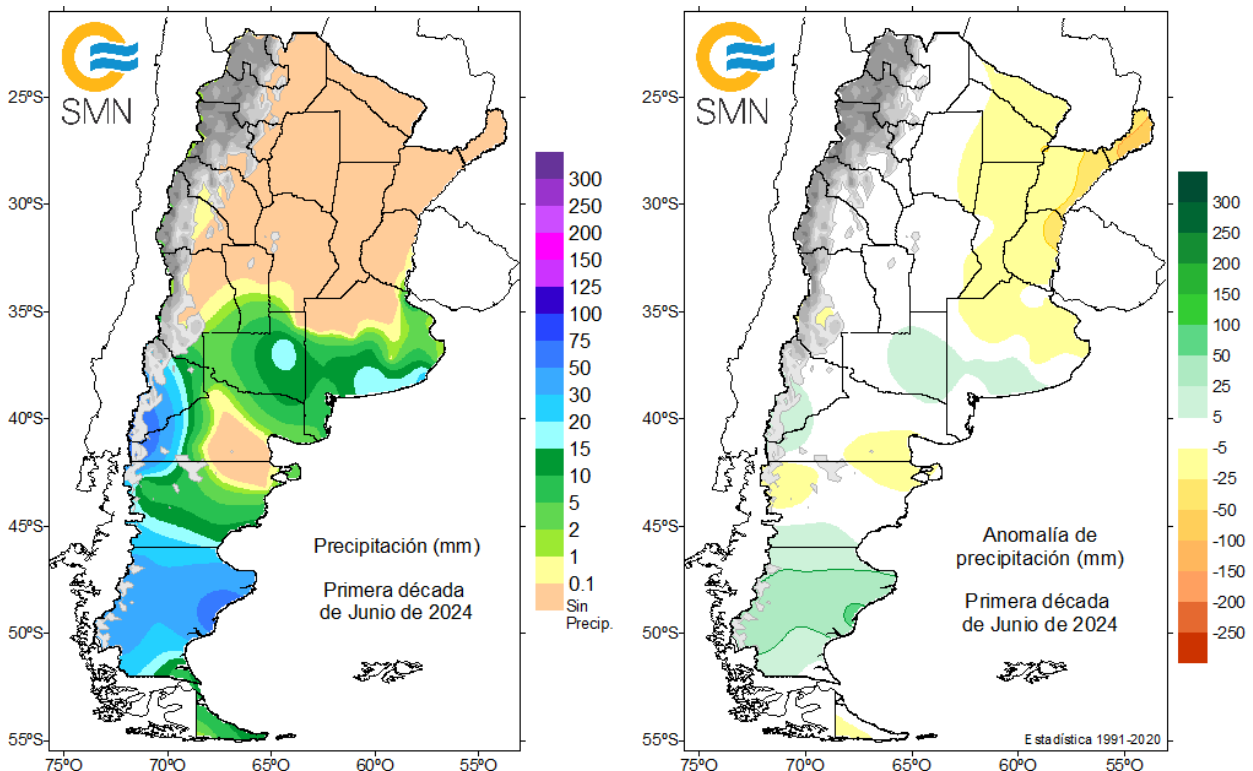 SMN
25ºS
30ºS
35ºS
40ºS
45ºS
50ºS
55ºS
75ºO
70ºO
65ºO
60ºO
55ºO
300
250
200
150
125
100
75
50
30
20
15
10
5
2
1
0.1
Sin
Precip.
Precipitación (mm)
Primera década
de Junio de 2024
SMN
25ºS
30ºS
35ºS
40ºS
45ºS
50ºS
55ºS
75ºO
70ºO
65ºO
60ºO
55ºO
300
250
200
150
100
50
25
5
-5
-25
-50
-100
-150
-200
-250
Anomalía de
precipitación (mm)
Primera década
de Junio de 2024
Estadística 1991-2020